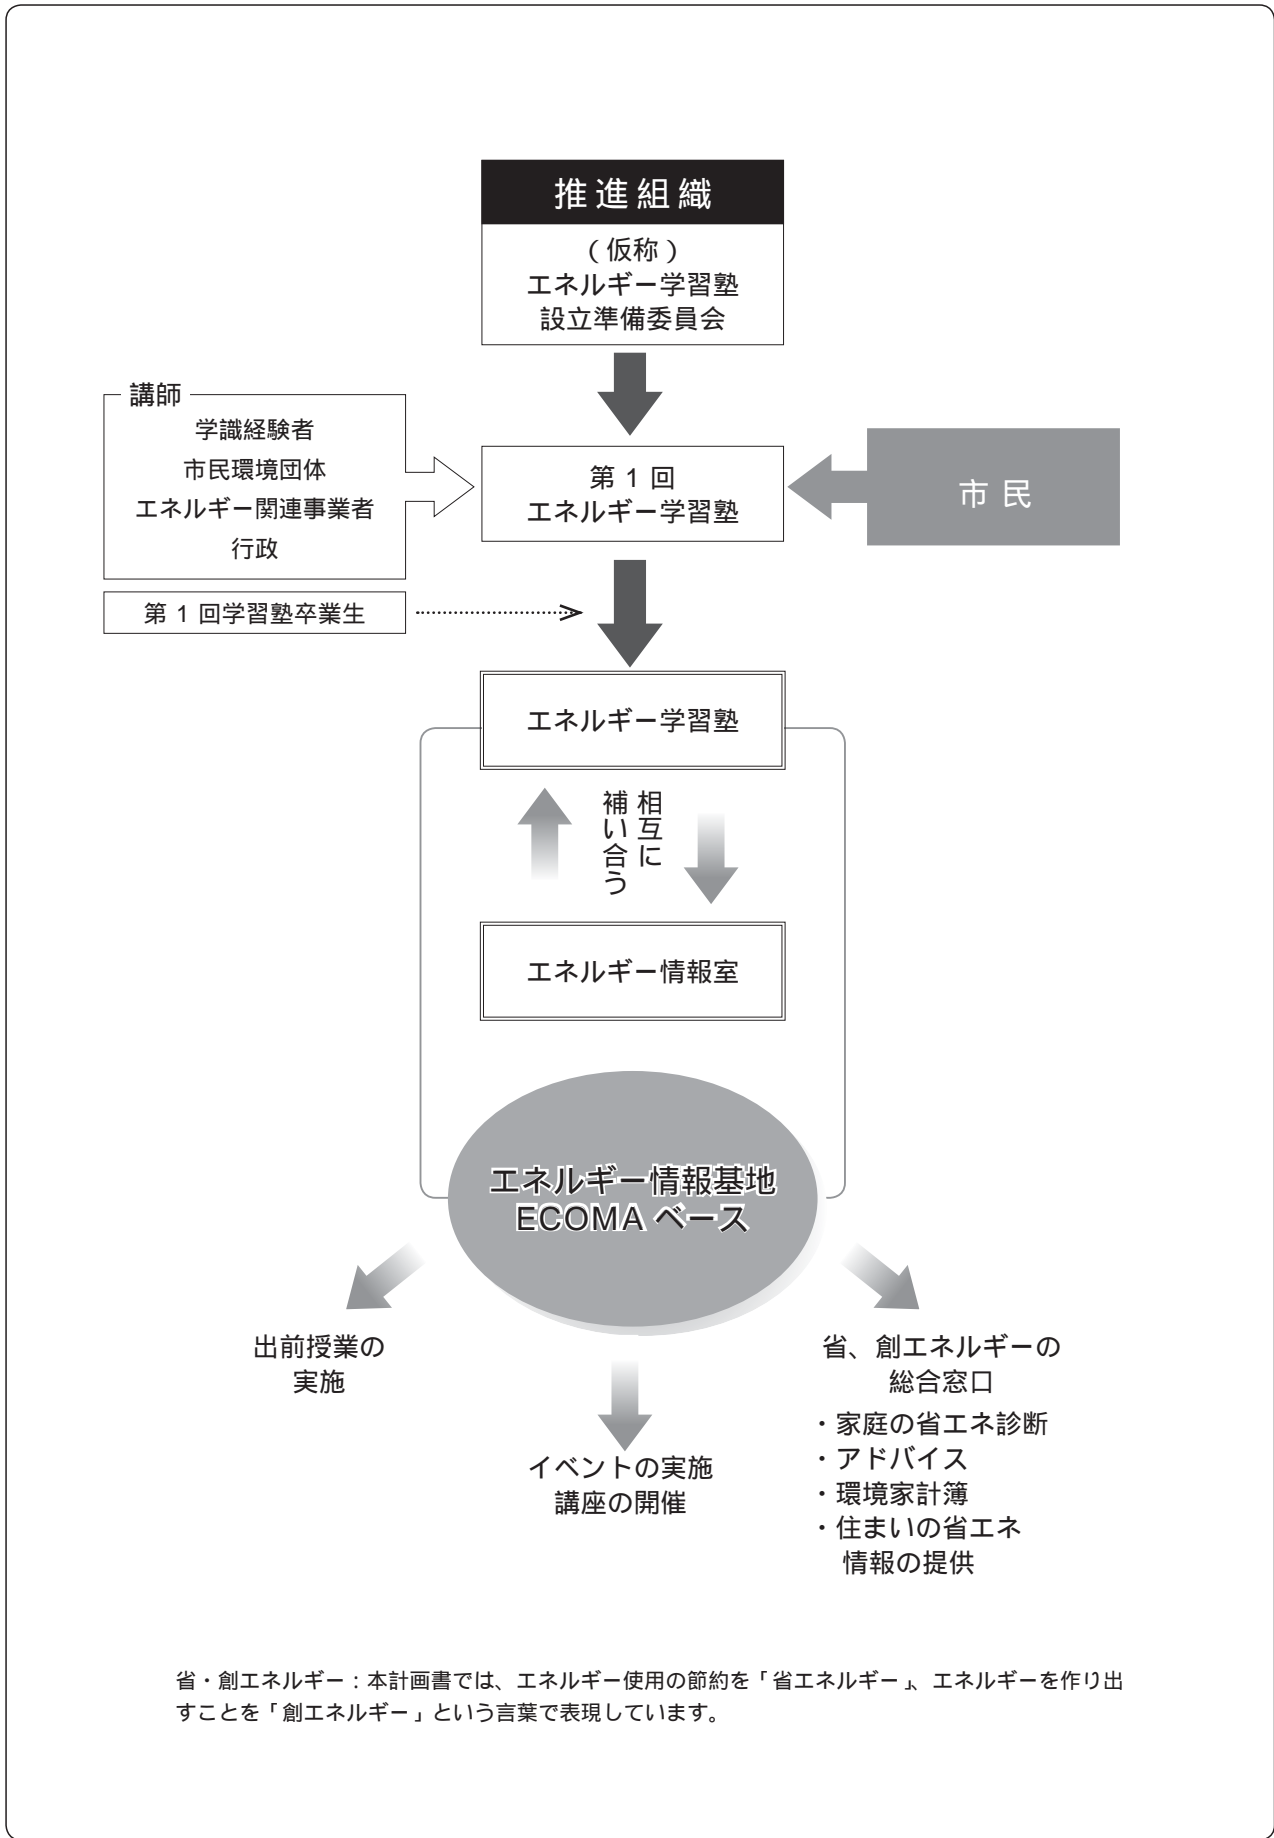 推進組織
（仮称）
エネルギー学習塾
設立準備委員会
講師
学識経験者
市民環境団体
エネルギー関連事業者
行政
第1回
エネルギー学習塾
市民
第1回学習塾卒業生
エネルギー学習塾
相互に
補い合う
エネルギー情報室
エネルギー情報基地
ECOMA ベース
出前授業の
実施
イベントの実施
講座の開催
省、創エネルギーの
総合窓口
・家庭の省エネ診断
・アドバイス
・環境家計簿
・住まいの省エネ
情報の提供
省・創エネルギー：本計画書では、エネルギー使用の節約を「省エネルギー」、エネルギーを作り出
すことを「創エネルギー」という言葉で表現しています。